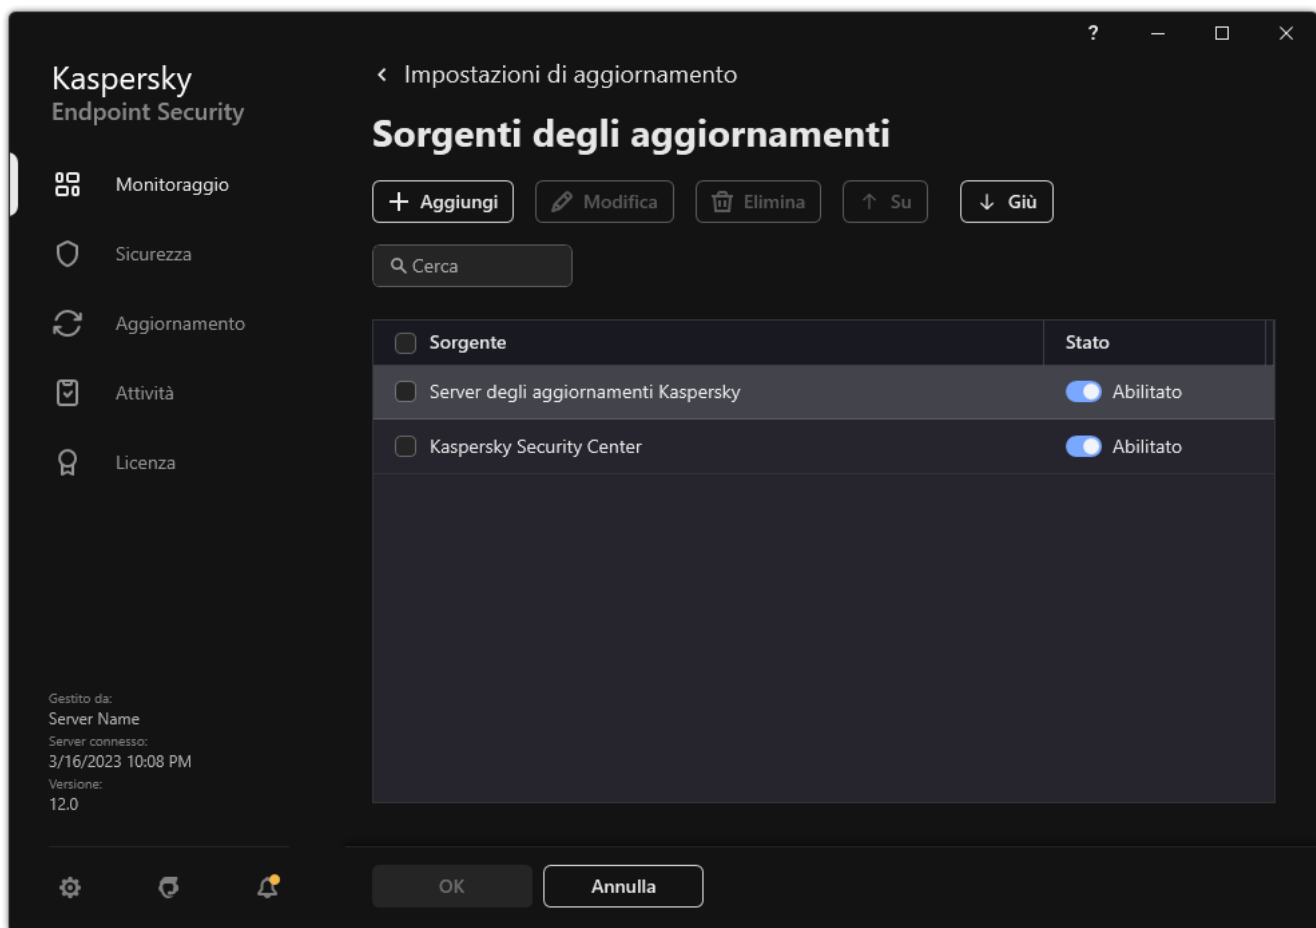 ?
Kaspersky
Endpoint Security
Impostazioni di aggiornamento
Sorgenti degli aggiornamenti
Aggiungi
Modifica
Elimina
Su
Giù
Cerca
Monitoraggio
Sicurezza
Aggiornamento
Attività
Licenza
Sorgente Stato
Server degli aggiornamenti Kaspersky Abilitato
Kaspersky Security Center Abilitato
Gestito da:
Server Name
Server connesso:
3/16/2023 10:08 PM
Versione:
12.0
OK
Annulla